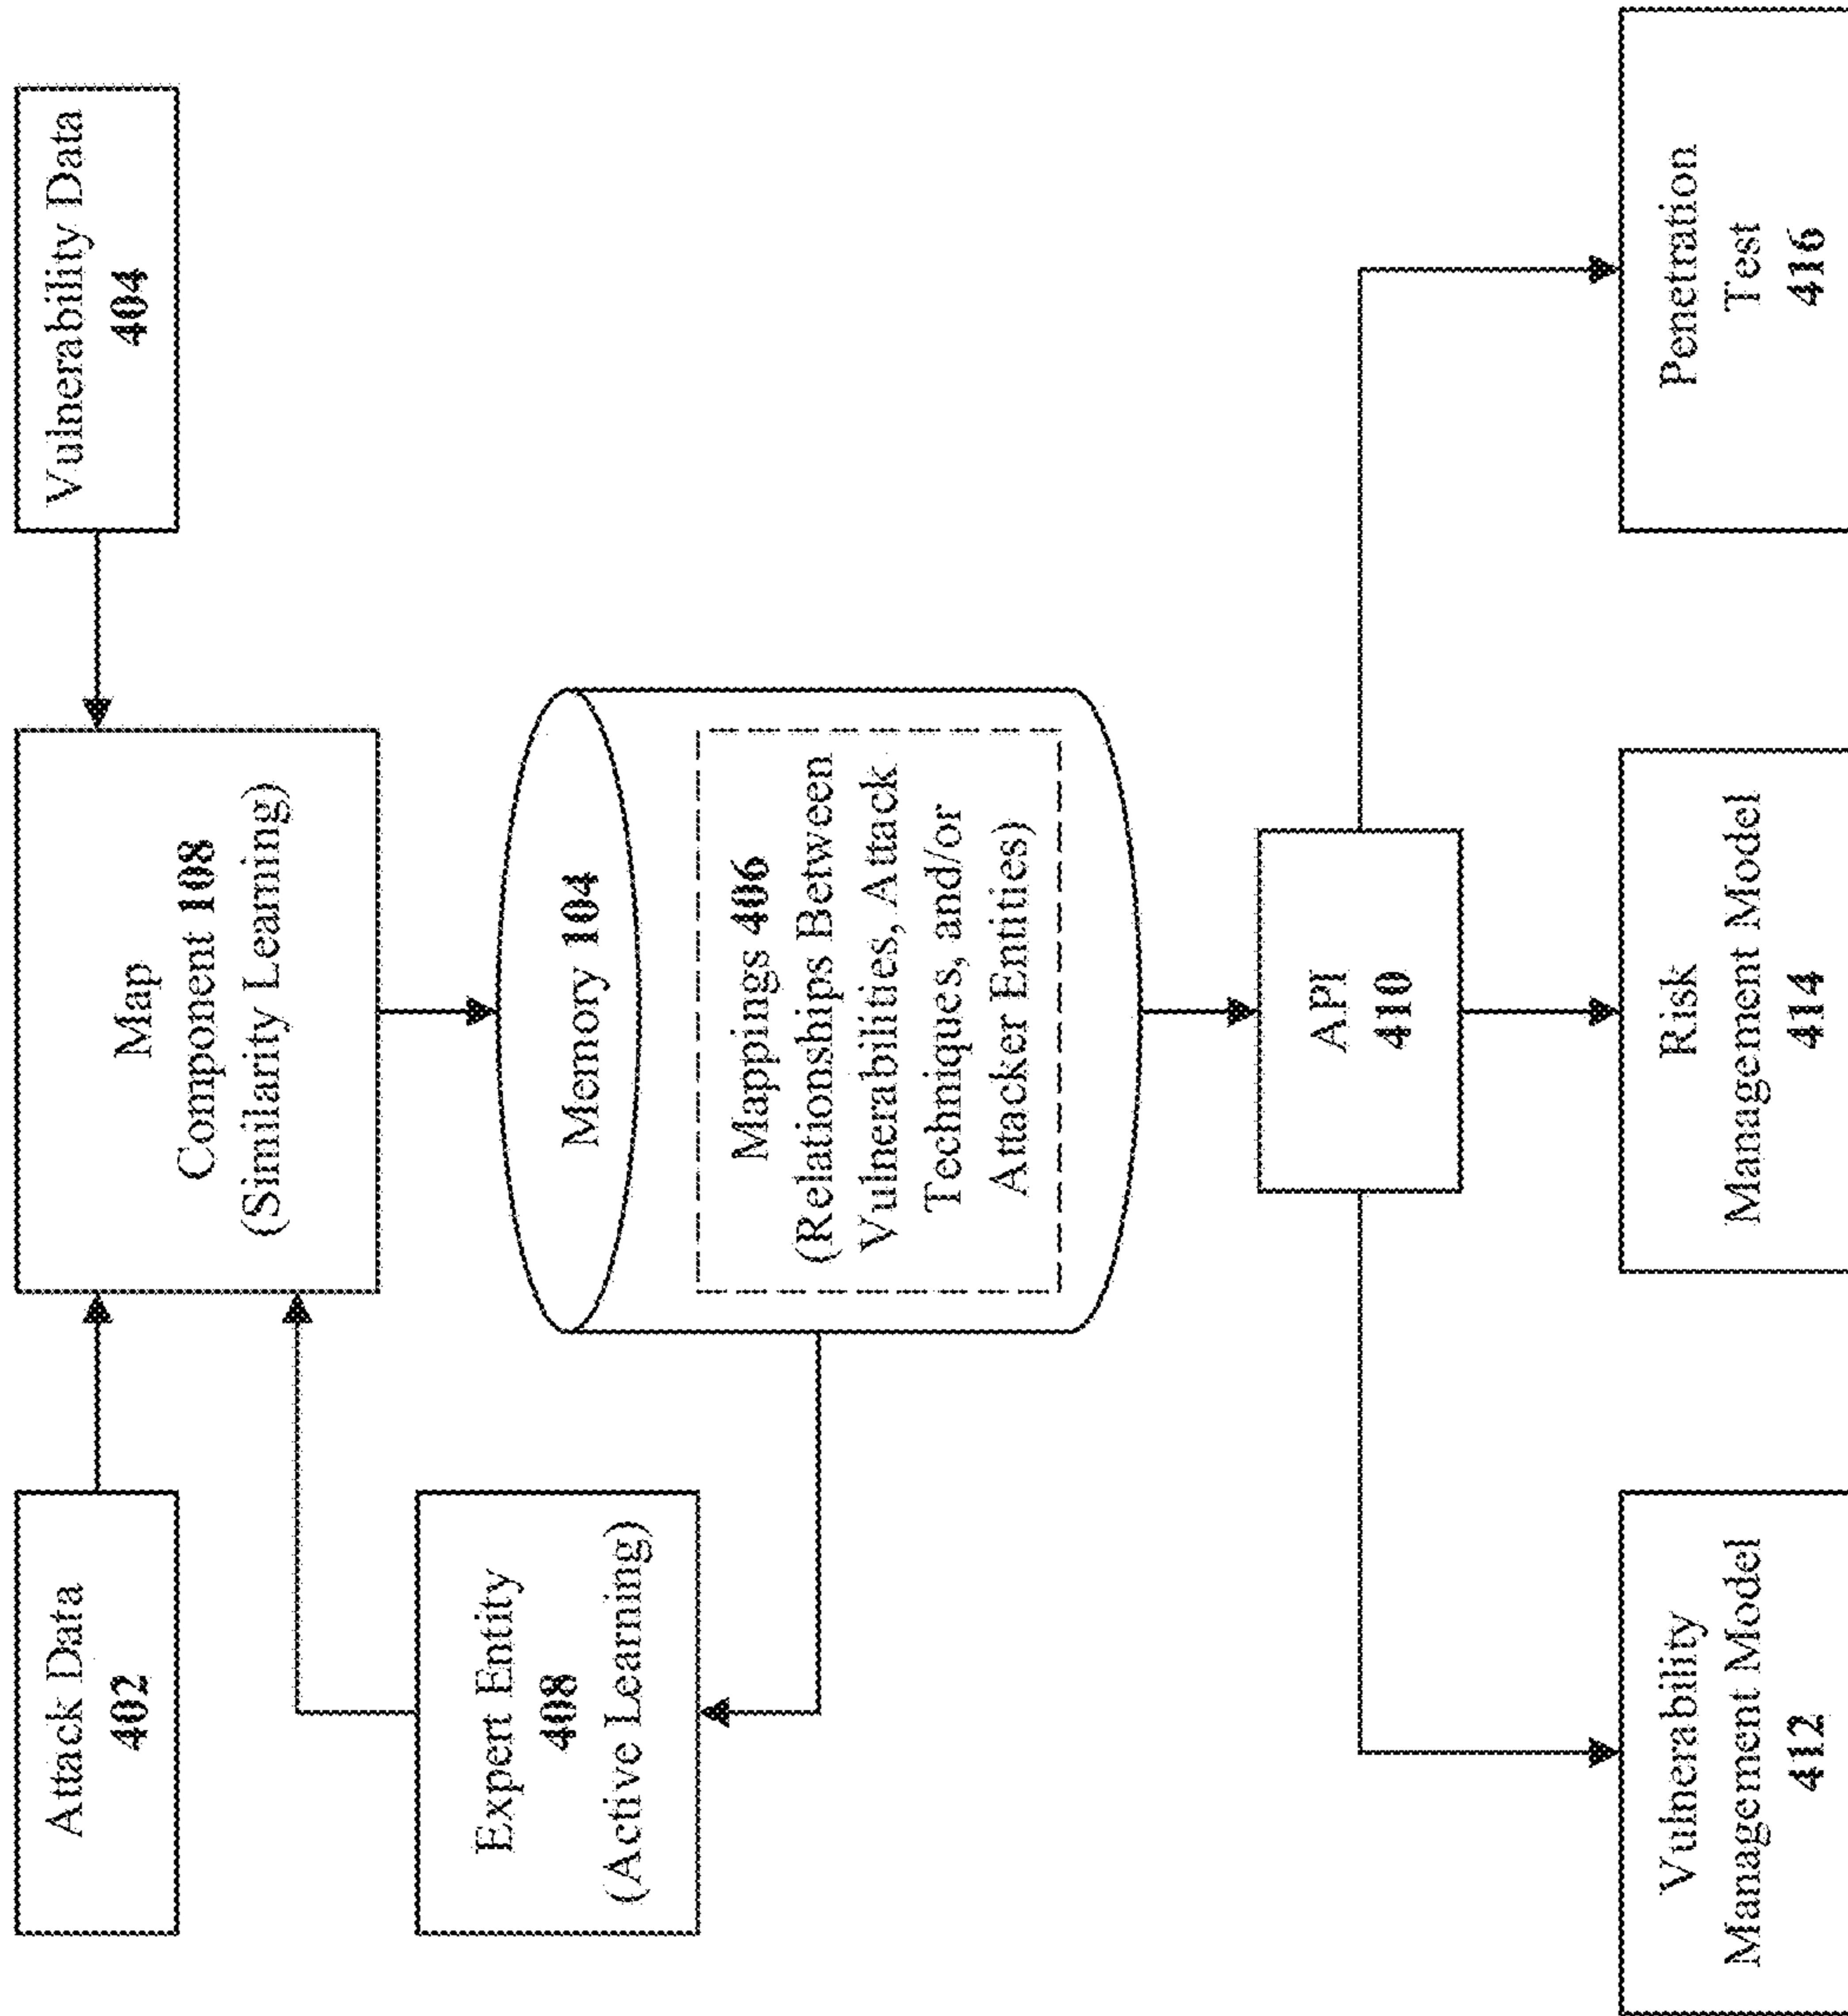 Attack Data
402
Map
Component 108
(Similarity Learning)
Vulnerability Data
404
Expert Entity
408
(Active Learning)
Memory 104
Mappings 406
(Relationships Between
Vulnerabilities, Attack
Techniques, and/or
Attacker Entities)
API
410
Vulnerability
Management Model
412
Risk
Management Model
414
Penetration
Test
416